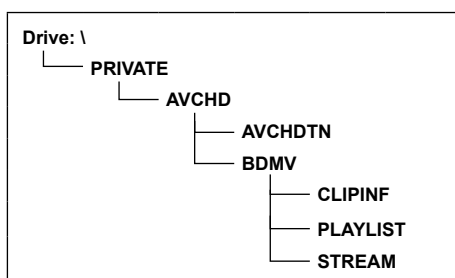 Drive: \
PRIVATE
AVCHD
AVCHDTN
BDMV
CLIPINF
PLAYLIST
STREAM